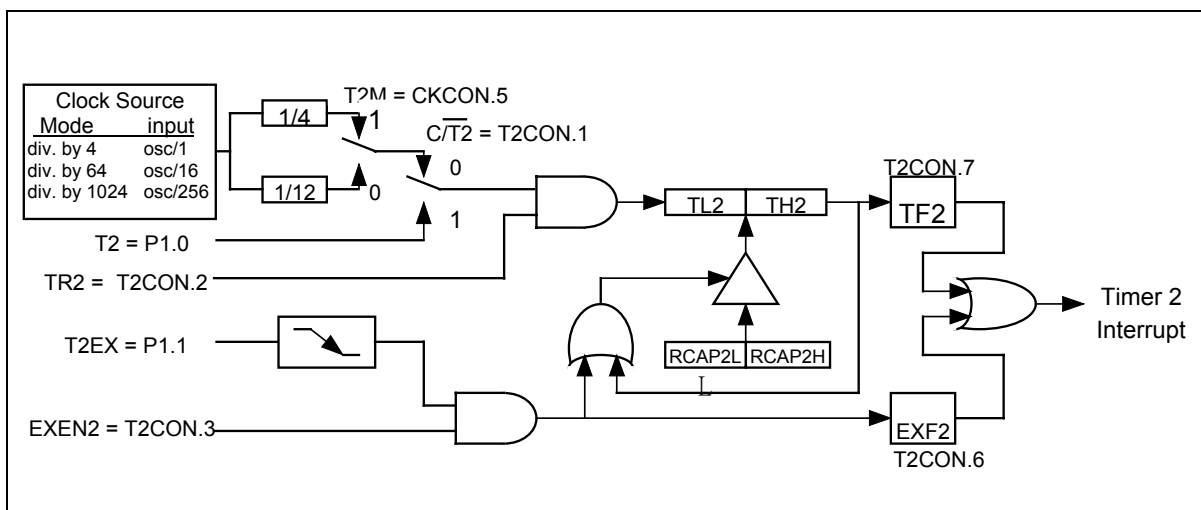 Clock Source
Mode input
div. by 4 osc/1
div. by 64 osc/16
div. by 1024 osc/256
1/4
1/12
T2M = CKCON.5
1
0
C/T2 = T2CON.1
0
1
T2 = P1.0
TR2 = T2CON.2
TL2 TH2
T2CON.7
TF2
Timer 2
Interrupt
T2EX = P1.1
RCAP2L RCAP2H
L
EXEN2 = T2CON.3
EXF2
T2CON.6